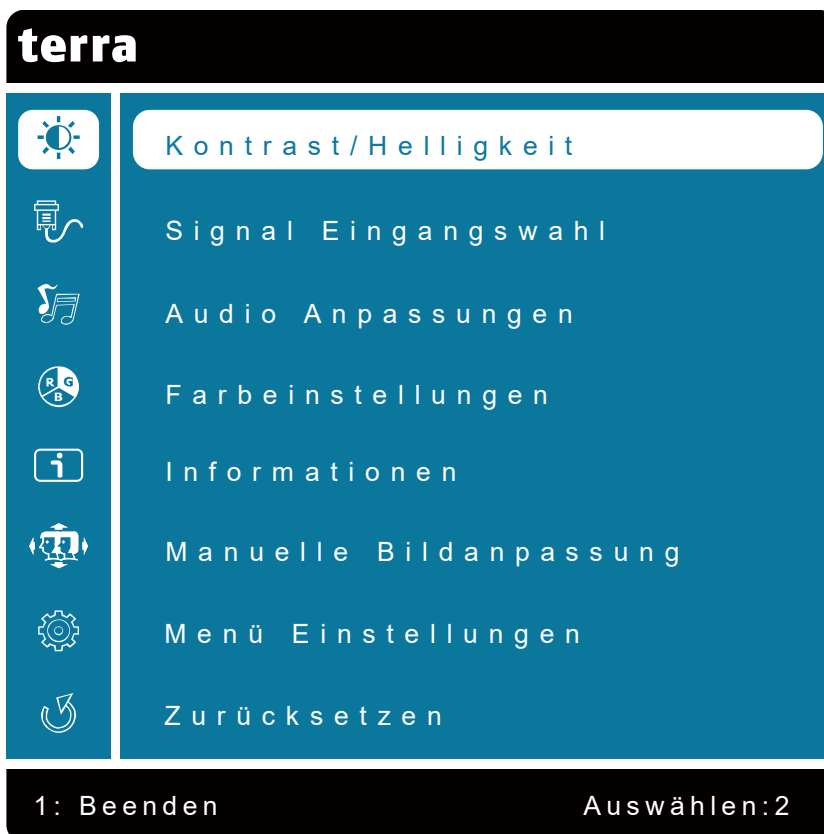 terra
Kontrast/Helligkeit
Signal Eingangswahl
Audio Anpassungen
R G
B
Farbeinstellungen
i
Informationen
Manuelle Bildanpassung
Menü Einstellungen
Zurücksetzen
1: Beenden Auswählen:2